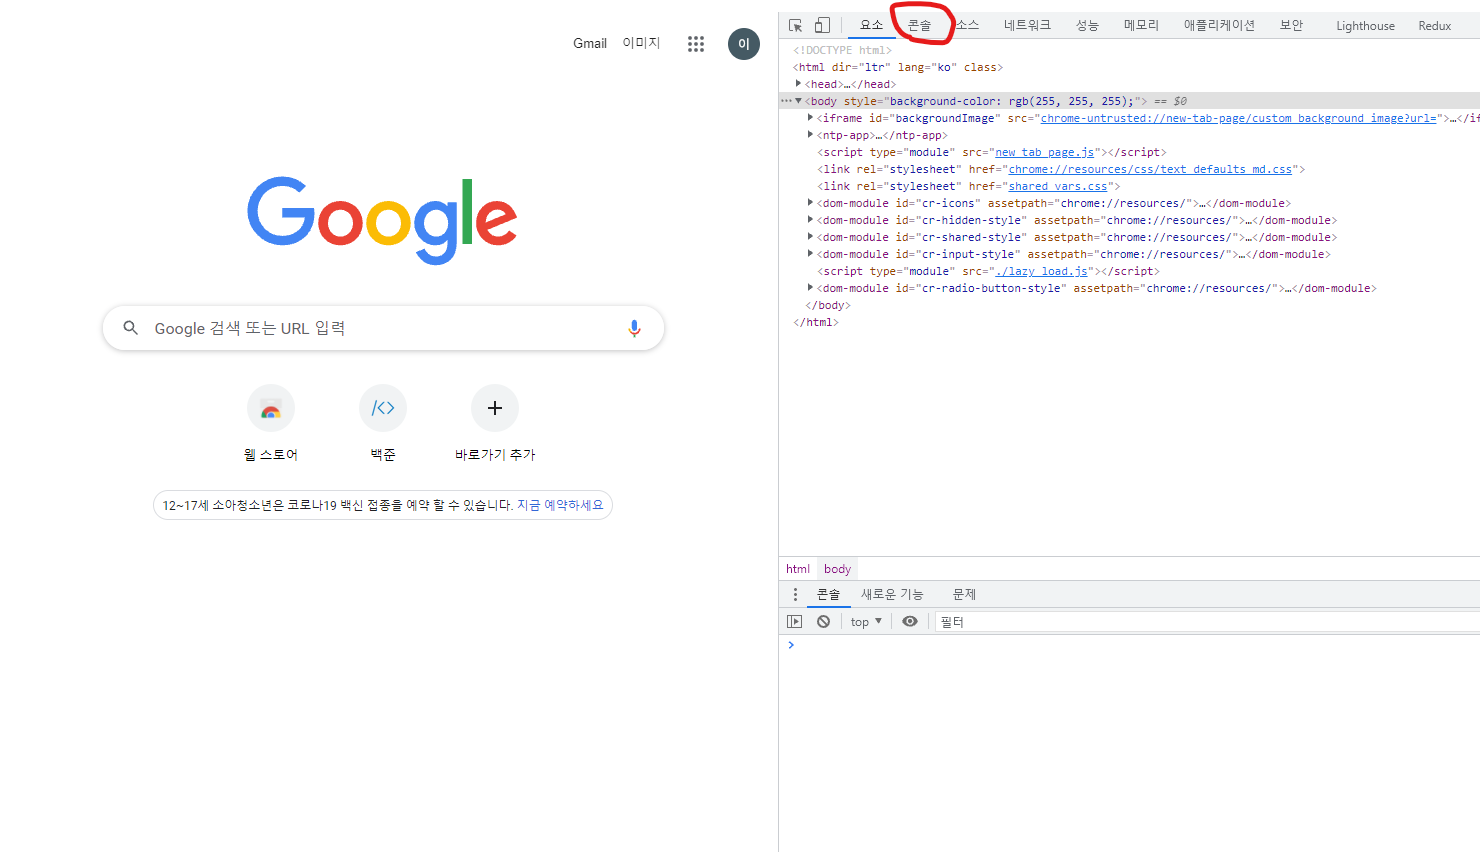 Gmail 이미지 이
Google
Google 검색 또는 URL 입력
/<>
웹 스토어 백준 바로가기 추가
12~17세 소아청소년은 코로나19 백신 접종을 예약 할 수 있습니다. 지금 예약하세요
요소 콘솔 소스 네트워크 성능 메모리 애플리케이션 보안 Lighthouse Redux
<!DOCTYPE html>
<html dir="ltr" lang="ko" class>
<head>…</head>
<body style="background-color: rgb(255, 255, 255);"> == $0
<iframe id="backgroundImage" src="chrome-untrusted://new-tab-page/custom_background_image?url=">…</if
<ntp-app>…</ntp-app>
<script type="module" src="new_tab_page.js"></script>
<link rel="stylesheet" href="chrome://resources/css/text_defaults_md.css">
<link rel="stylesheet" href="shared_vars.css">
<dom-module id="cr-icons" assetpath="chrome://resources/">…</dom-module>
<dom-module id="cr-hidden-style" assetpath="chrome://resources/">…</dom-module>
<dom-module id="cr-shared-style" assetpath="chrome://resources/">…</dom-module>
<dom-module id="cr-input-style" assetpath="chrome://resources/">…</dom-module>
<script type="module" src="./lazy_load.js"></script>
<dom-module id="cr-radio-button-style" assetpath="chrome://resources/">…</dom-module>
</body>
</html>
html body
콘솔 새로운 기능 문제
top 필터